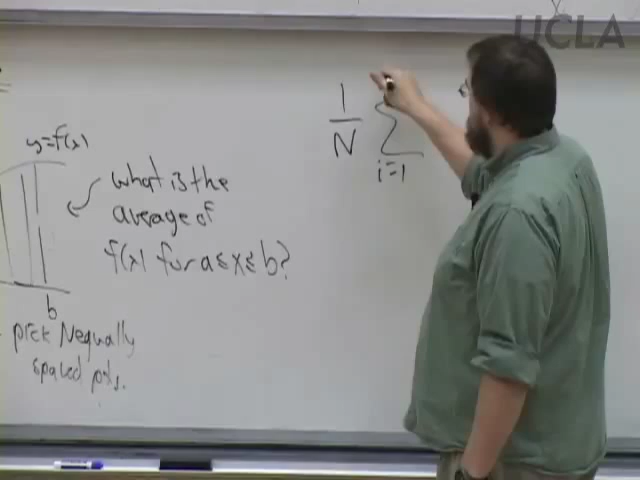 UCLA
y=f(x)
what is the
average of
f(x) for a≤x≤b?
b
pick N equally
spaced pts.
1
N
Σ
i=1